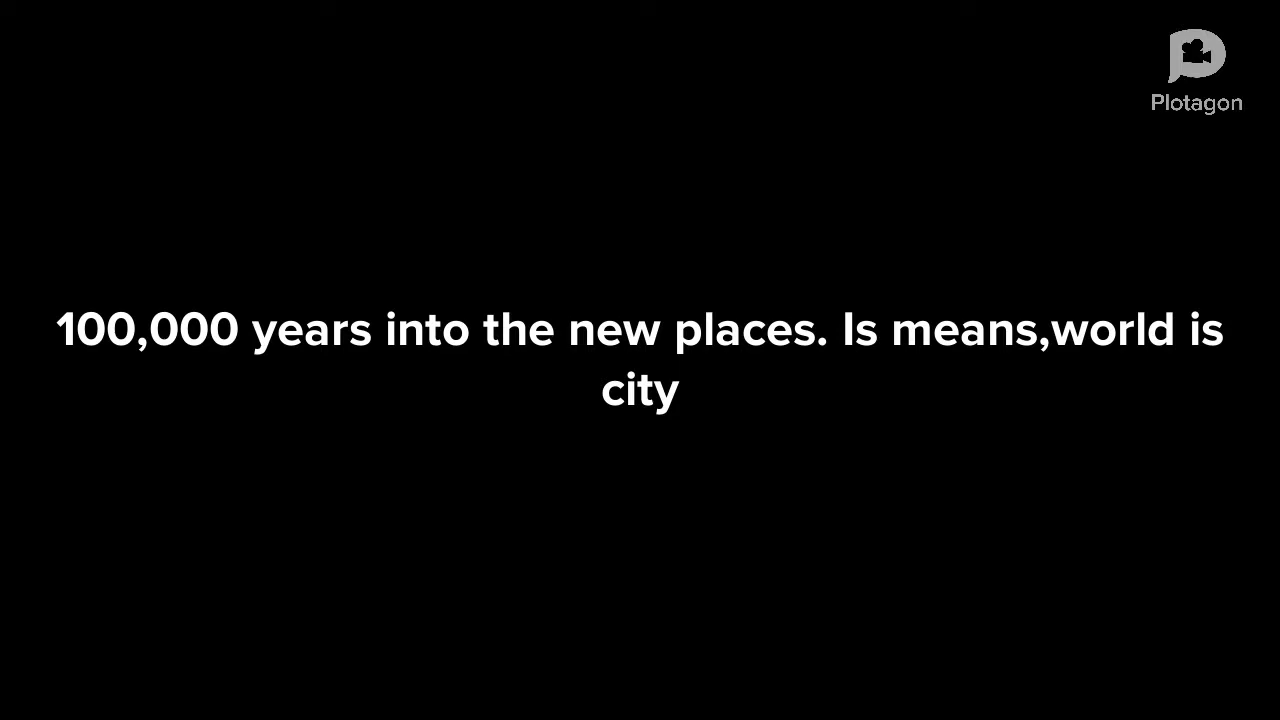 Plotagon
100,000 years into the new places. Is means,world is
city